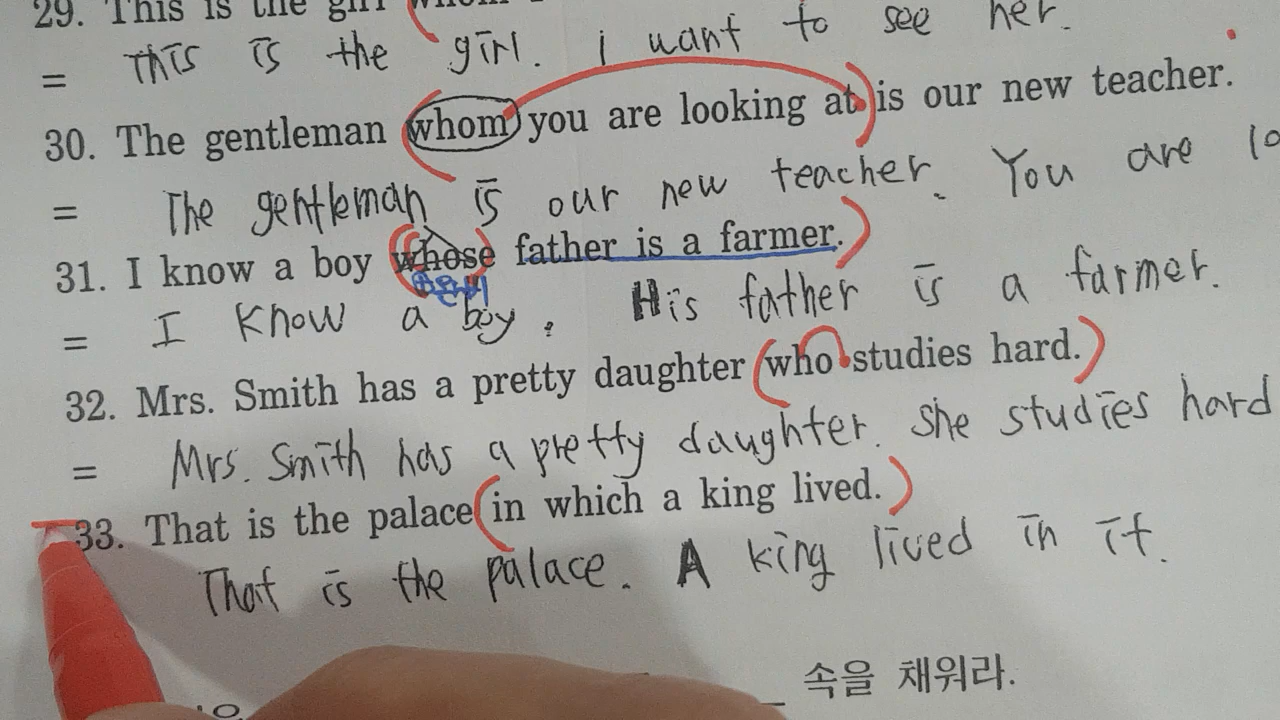 29. This is the girl whom
= This is the girl. I want to see her.
30. The gentleman (whom you are looking at) is our new teacher.
= The gentleman is our new teacher. You are lo
31. I know a boy (whose father is a farmer.)
= I know a boy. His father is a farmer.
32. Mrs. Smith has a pretty daughter (who studies hard.)
= Mrs. Smith has a pretty daughter. She studies hard
33. That is the palace (in which a king lived.)
That is the palace. A king lived in it.
속을 채워라.